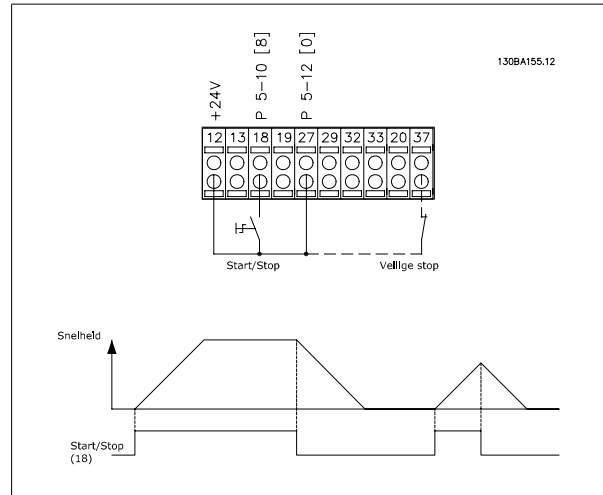 130BA155.12
+24V
P 5-10 [8]
P 5-12 [0]
12 13 18 19 27 29 32 33 20 37
Start/Stop
Veilige stop
Snelheid
Start/Stop
(18)